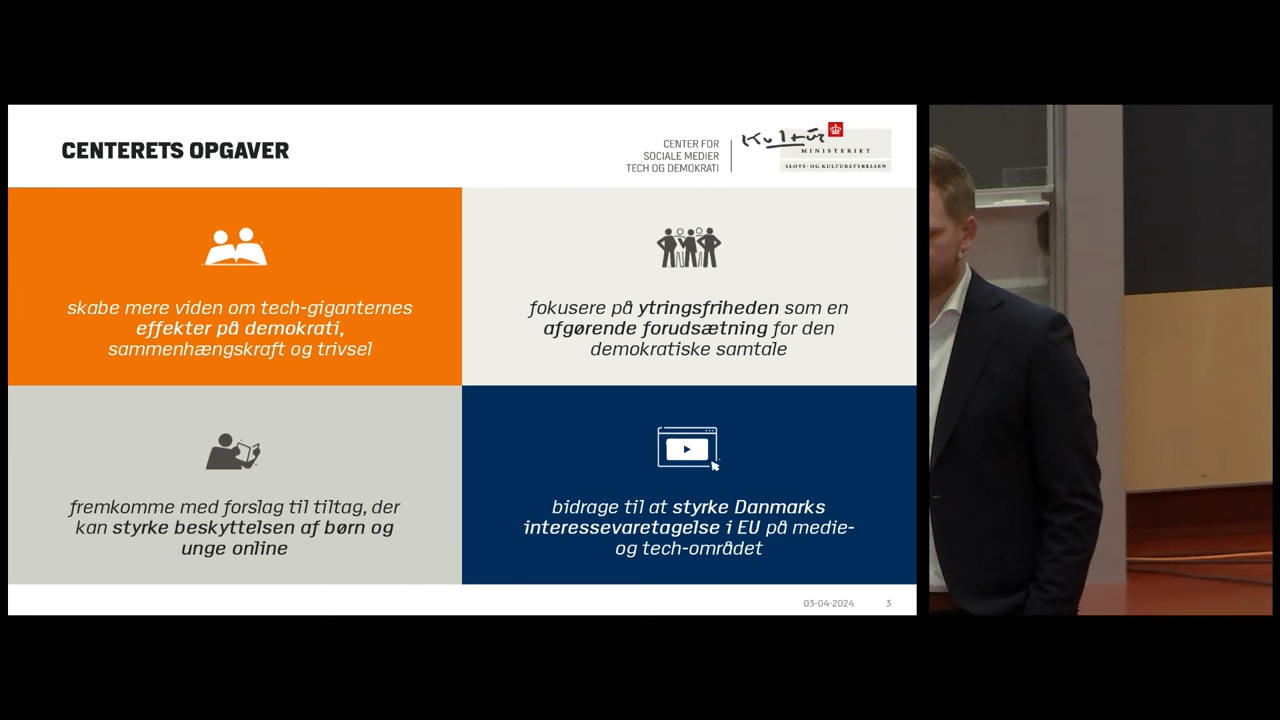 CENTERETS OPGAVER
CENTER FOR
SOCIALE MEDIER
TECH OG DEMOKRATI
Kultur
MINISTERIET
SLOTS- OG KULTURSTYRELSEN
skabe mere viden om tech-giganternes
effekter på demokrati,
sammenhængskraft og trivsel
fokusere på ytringsfriheden som en
afgørende forudsætning for den
demokratiske samtale
fremkomme med forslag til tiltag, der
kan styrke beskyttelsen af børn og
unge online
bidrage til at styrke Danmarks
interessevaretagelse i EU på medie-
og tech-området
03-04-2024
3